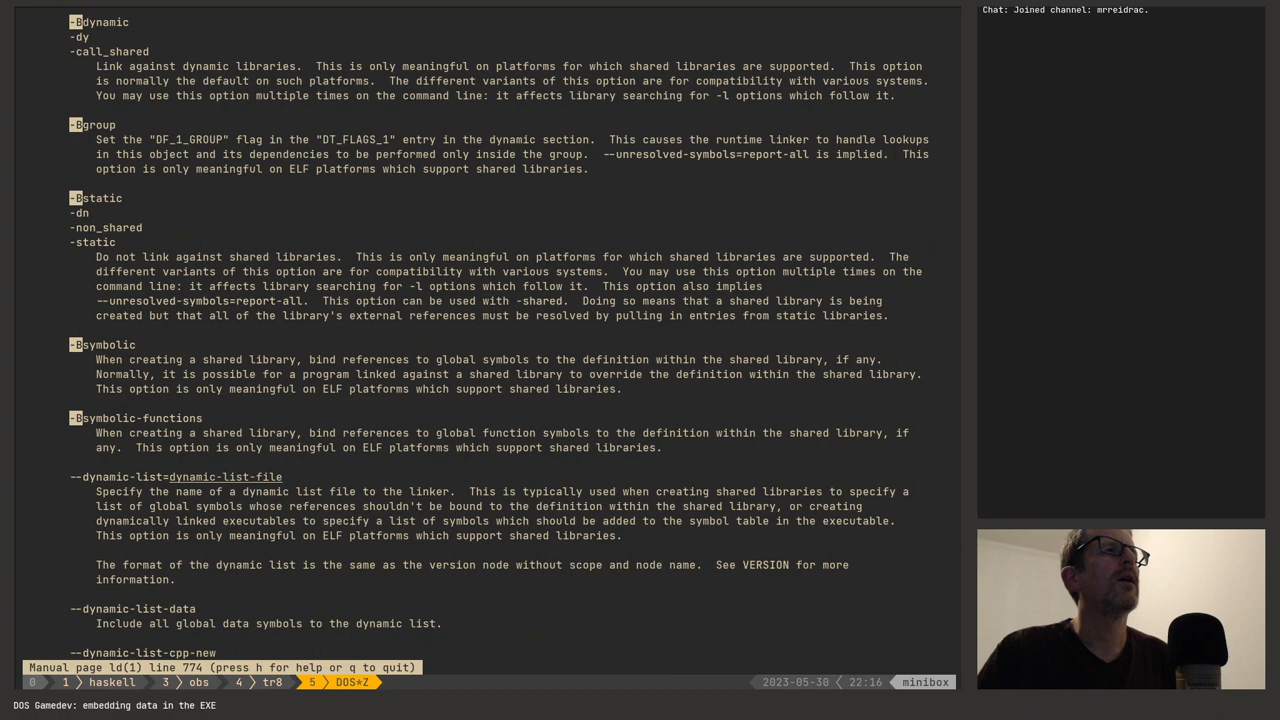 -Bdynamic
-dy
-call_shared
Link against dynamic libraries.  This is only meaningful on platforms for which shared libraries are supported.  This option
is normally the default on such platforms.  The different variants of this option are for compatibility with various systems.
You may use this option multiple times on the command line: it affects library searching for -l options which follow it.
-Bgroup
Set the "DF_1_GROUP" flag in the "DT_FLAGS_1" entry in the dynamic section.  This causes the runtime linker to handle lookups
in this object and its dependencies to be performed only inside the group.  --unresolved-symbols=report-all is implied.  This
option is only meaningful on ELF platforms which support shared libraries.
-Bstatic
-dn
-non_shared
-static
Do not link against shared libraries.  This is only meaningful on platforms for which shared libraries are supported.  The
different variants of this option are for compatibility with various systems.  You may use this option multiple times on the
command line: it affects library searching for -l options which follow it.  This option also implies
--unresolved-symbols=report-all.  This option can be used with -shared.  Doing so means that a shared library is being
created but that all of the library's external references must be resolved by pulling in entries from static libraries.
-Bsymbolic
When creating a shared library, bind references to global symbols to the definition within the shared library, if any.
Normally, it is possible for a program linked against a shared library to override the definition within the shared library.
This option is only meaningful on ELF platforms which support shared libraries.
-Bsymbolic-functions
When creating a shared library, bind references to global function symbols to the definition within the shared library, if
any.  This option is only meaningful on ELF platforms which support shared libraries.
--dynamic-list=dynamic-list-file
Specify the name of a dynamic list file to the linker.  This is typically used when creating shared libraries to specify a
list of global symbols whose references shouldn't be bound to the definition within the shared library, or creating
dynamically linked executables to specify a list of symbols which should be added to the symbol table in the executable.
This option is only meaningful on ELF platforms which support shared libraries.
The format of the dynamic list is the same as the version node without scope and node name.  See VERSION for more
information.
--dynamic-list-data
Include all global data symbols to the dynamic list.
--dynamic-list-cpp-new
Manual page ld(1) line 774 (press h for help or q to quit)
0 1 haskell 3 obs 4 tr8 5 DOS*Z 2023-05-30 22:16 minibox
DOS Gamedev: embedding data in the EXE
Chat: Joined channel: mrreidrac.